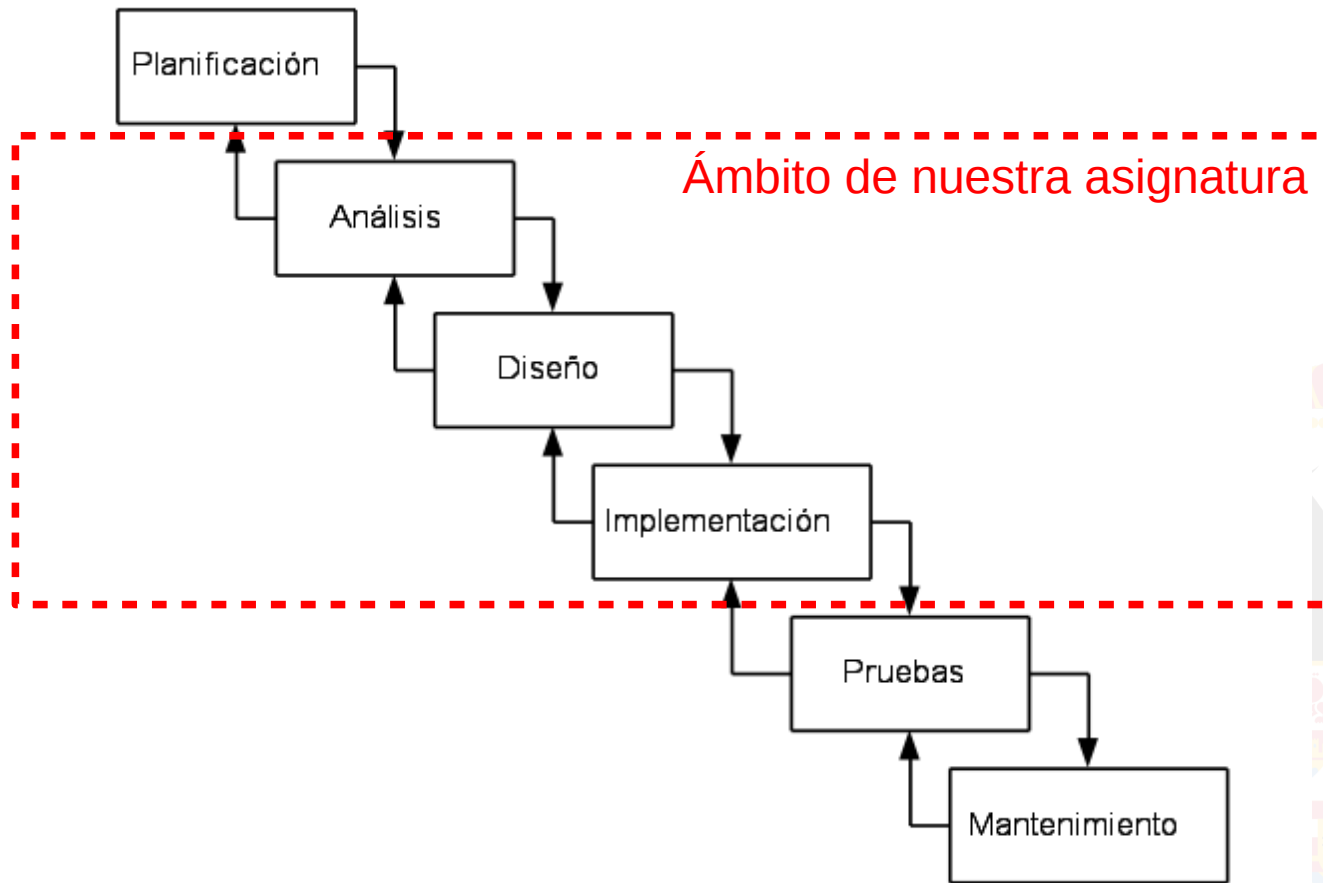 Planificación
Ámbito de nuestra asignatura
Análisis
Diseño
Implementación
Pruebas
Mantenimiento